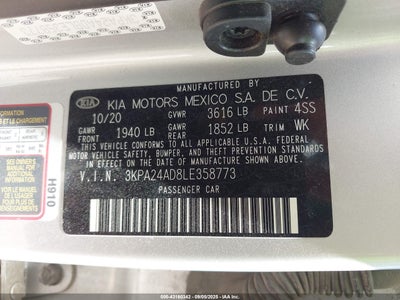 MANUFACTURED BY
KIA KIA MOTORS MEXICO S.A. DE C.V.
10/20 GVWR 3616 LB PAINT 4SS
GAWR FRONT 1940 LB GAWR REAR 1852 LB TRIM WK
THIS VEHICLE CONFORMS TO ALL APPLICABLE U.S. FEDERAL
MOTOR VEHICLE SAFETY, BUMPER, AND THEFT PREVENTION
STANDARDS IN EFFECT ON THE DATE OF MANUFACTURE SHOWN ABOVE.
V.I.N. 3KPA24AD8LE358773
PASSENGER CAR
H910